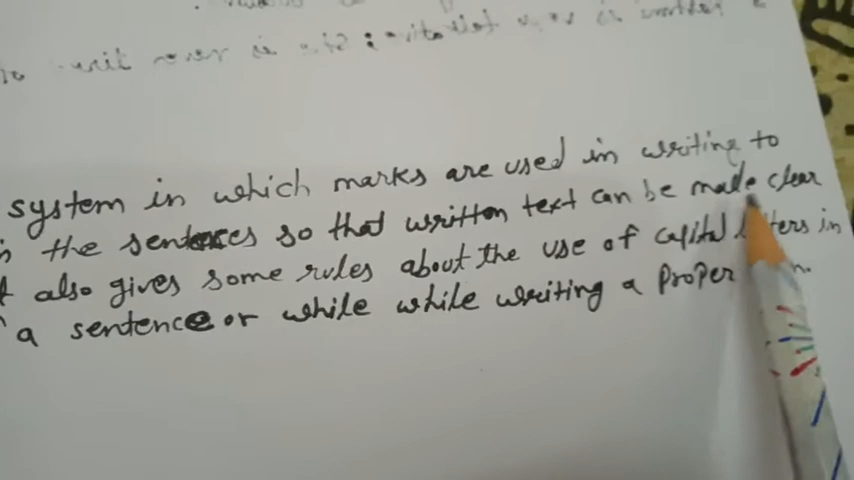 system in which marks are used in writing to
the sentences so that written text can be made clear
also gives some rules about the use of capital letters in
a sentence or while while writing a proper